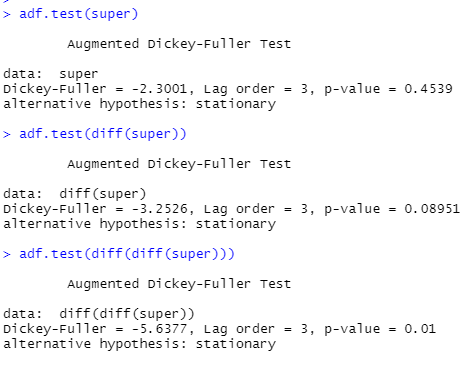 > adf.test(super)
Augmented Dickey-Fuller Test
data:  super
Dickey-Fuller = -2.3001, Lag order = 3, p-value = 0.4539
alternative hypothesis: stationary
> adf.test(diff(super))
Augmented Dickey-Fuller Test
data:  diff(super)
Dickey-Fuller = -3.2526, Lag order = 3, p-value = 0.08951
alternative hypothesis: stationary
> adf.test(diff(diff(super)))
Augmented Dickey-Fuller Test
data:  diff(diff(super))
Dickey-Fuller = -5.6377, Lag order = 3, p-value = 0.01
alternative hypothesis: stationary